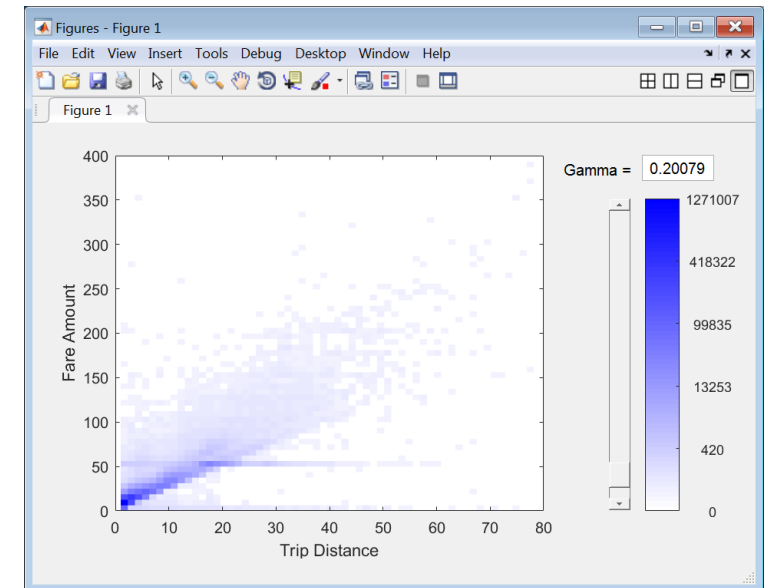 Figures - Figure 1
File Edit View Insert Tools Debug Desktop Window Help
Figure 1
Gamma = 0.20079
400
350
300
250
200
150
100
50
0
Fare Amount
0 10 20 30 40 50 60 70 80
Trip Distance
1271007
418322
99835
13253
420
0